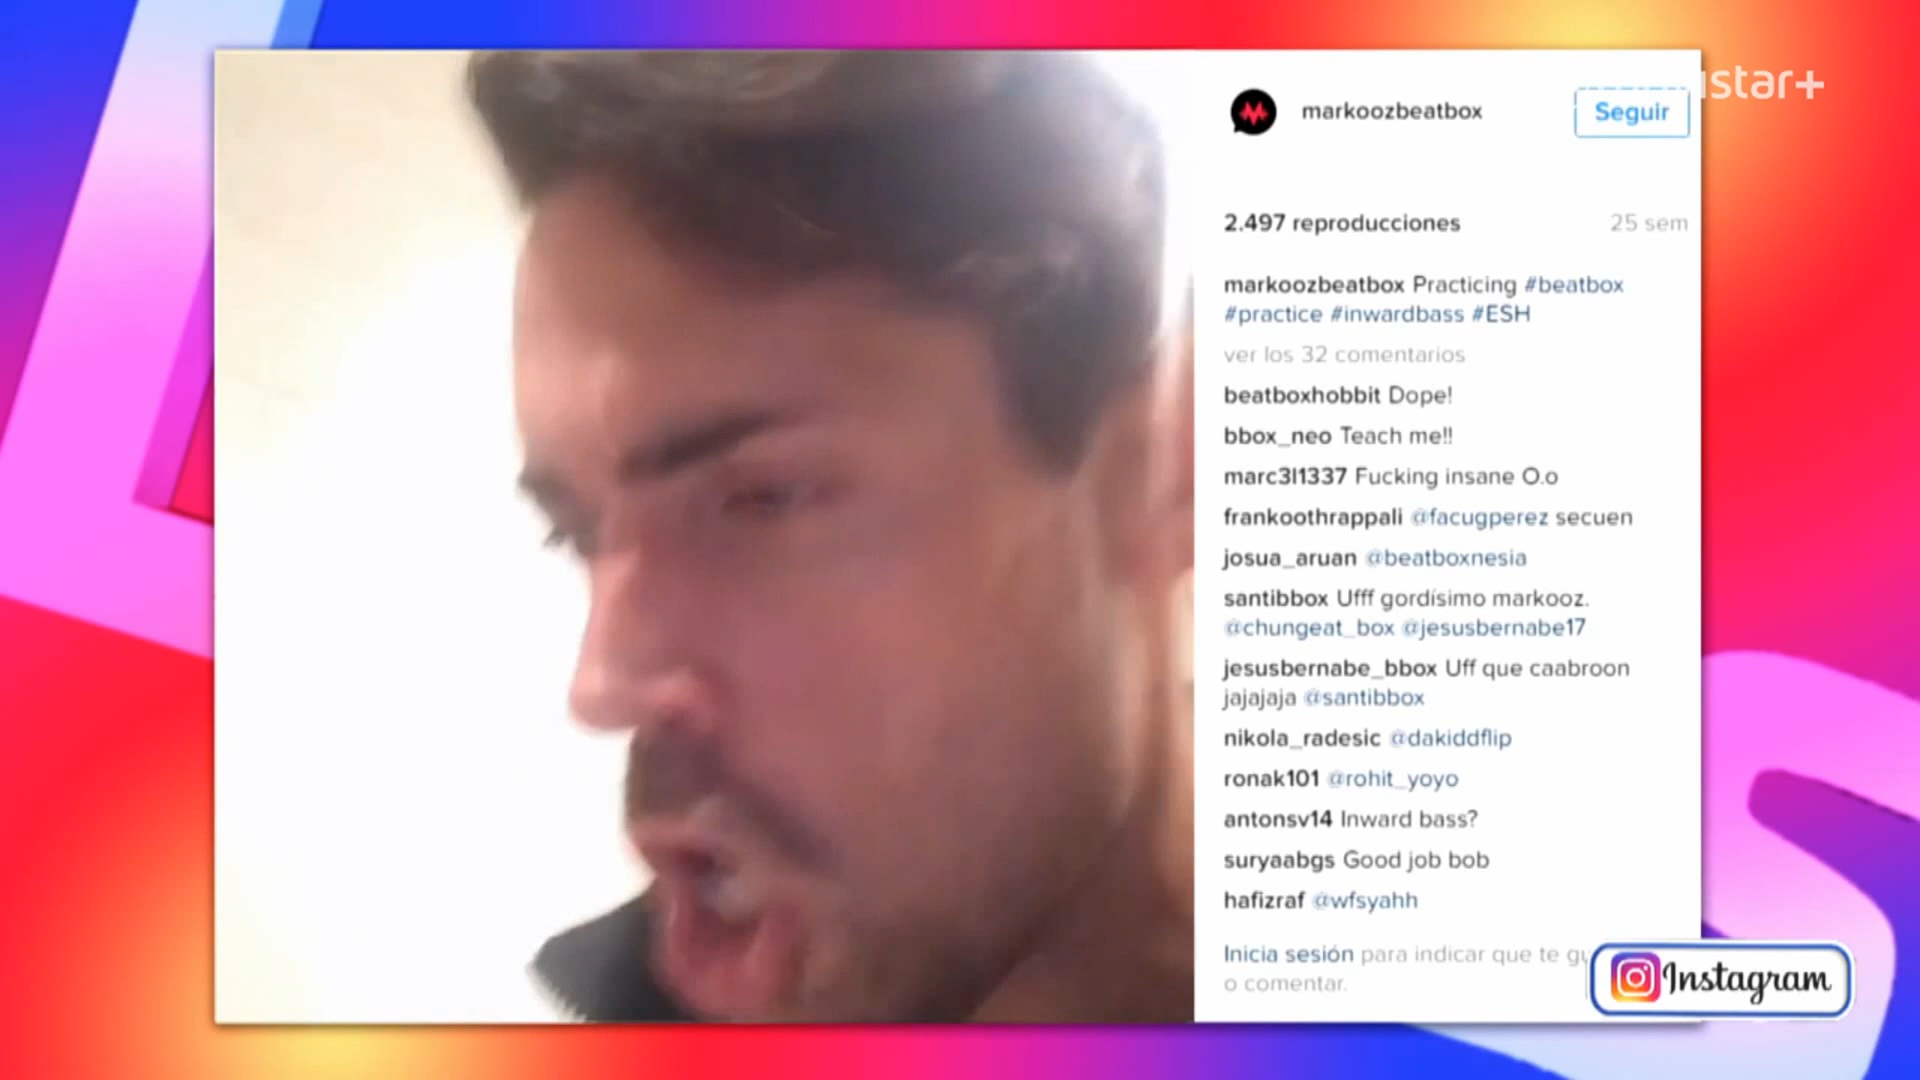 markoozbeatbox
Seguir
star+
2.497 reproducciones
25 sem
markoozbeatbox Practicing #beatbox
#practice #inwardbass #ESH
ver los 32 comentarios
beatboxhobbit Dope!
bbox_neo Teach me!!
marc3l1337 Fucking insane O.o
frankoothrappali @facugperez secuen
josua_aruan @beatboxnesia
santibbox Ufff gordísimo markooz.
@chungeat_box @jesusbernabe17
jesusbernabe_bbox Uff que caabroon
jajajaja @santibbox
nikola_radesic @dakiddflip
ronak101 @rohit_yoyo
antonsv14 Inward bass?
suryaabgs Good job bob
hafizraf @wfsyahh
Inicia sesión para indicar que te gu
o comentar.
Instagram